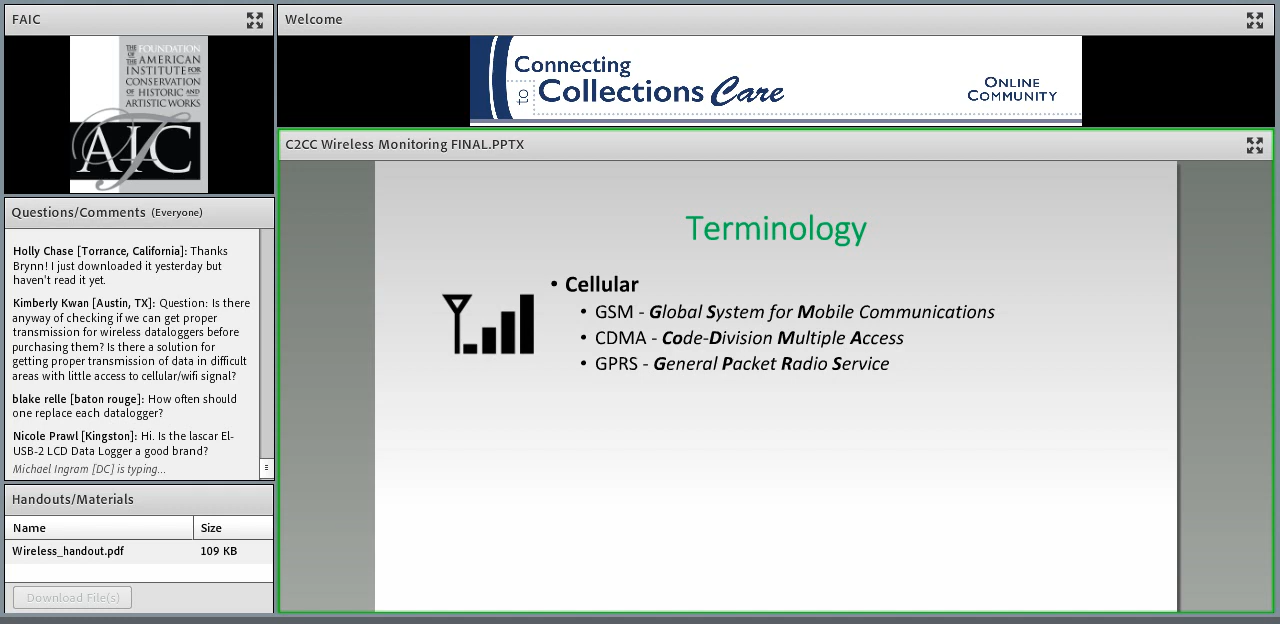 FAIC
THE FOUNDATION
OF THE AMERICAN
INSTITUTE FOR
CONSERVATION
OF HISTORIC AND
ARTISTIC WORKS
AIC
Questions/Comments (Everyone)
Holly Chase [Torrance, California]: Thanks
Brynn! I just downloaded it yesterday but
haven't read it yet.
Kimberly Kwan [Austin, TX]: Question: Is there
anyway of checking if we can get proper
transmission for wireless dataloggers before
purchasing them? Is there a solution for
getting proper transmission of data in difficult
areas with little access to cellular/wifi signal?
blake relle [baton rouge]: How often should
one replace each datalogger?
Nicole Prawl [Kingston]: Hi. Is the lascar El-
USB-2 LCD Data Logger a good brand?
Michael Ingram [DC] is typing...
Handouts/Materials
Name Size
Wireless_handout.pdf 109 KB
Download File(s)
Welcome
Connecting
to Collections Care
ONLINE
COMMUNITY
C2CC Wireless Monitoring FINAL.PPTX
Terminology
• Cellular
• GSM - Global System for Mobile Communications
• CDMA - Code-Division Multiple Access
• GPRS - General Packet Radio Service